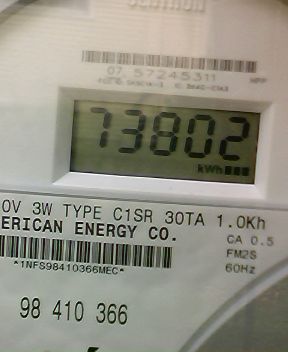 07 57245311
73802
kWh
0V 3W TYPE C1SR 30TA 1.0Kh
ERICAN ENERGY CO.
CA 0.5
FM2S
*1NFS98410366MEC*
60Hz
98 410 366